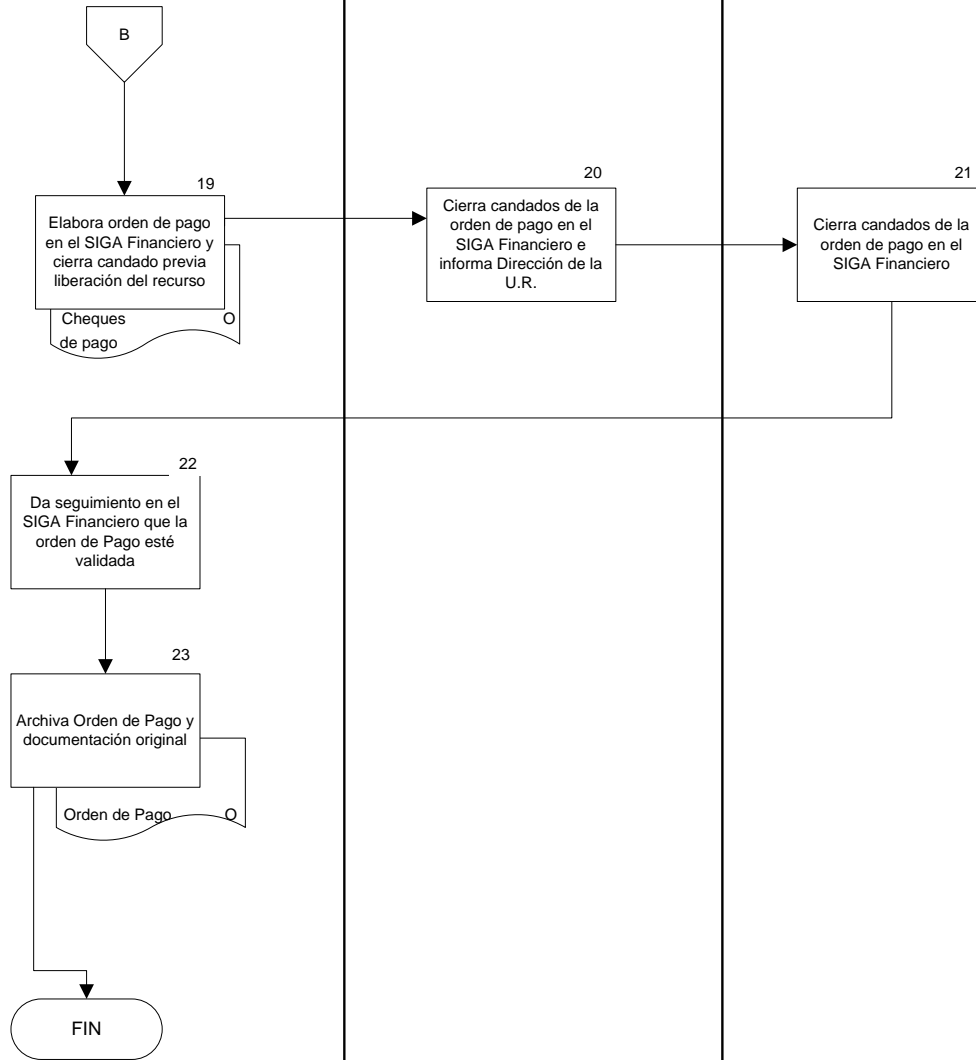 B
19
Elabora orden de pago
en el SIGA Financiero y
cierra candado previa
liberación del recurso
Cheques O
de pago
20
Cierra candados de la
orden de pago en el
SIGA Financiero e
informa Dirección de la
U.R.
21
Cierra candados de la
orden de pago en el
SIGA Financiero
22
Da seguimiento en el
SIGA Financiero que la
orden de Pago esté
validada
23
Archiva Orden de Pago y
documentación original
Orden de Pago O
FIN